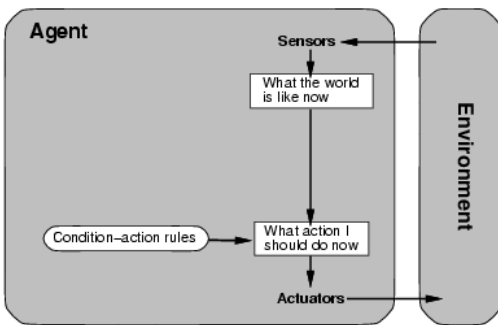 Agent
Sensors
What the world
is like now
Environment
Condition–action rules
What action I
should do now
Actuators